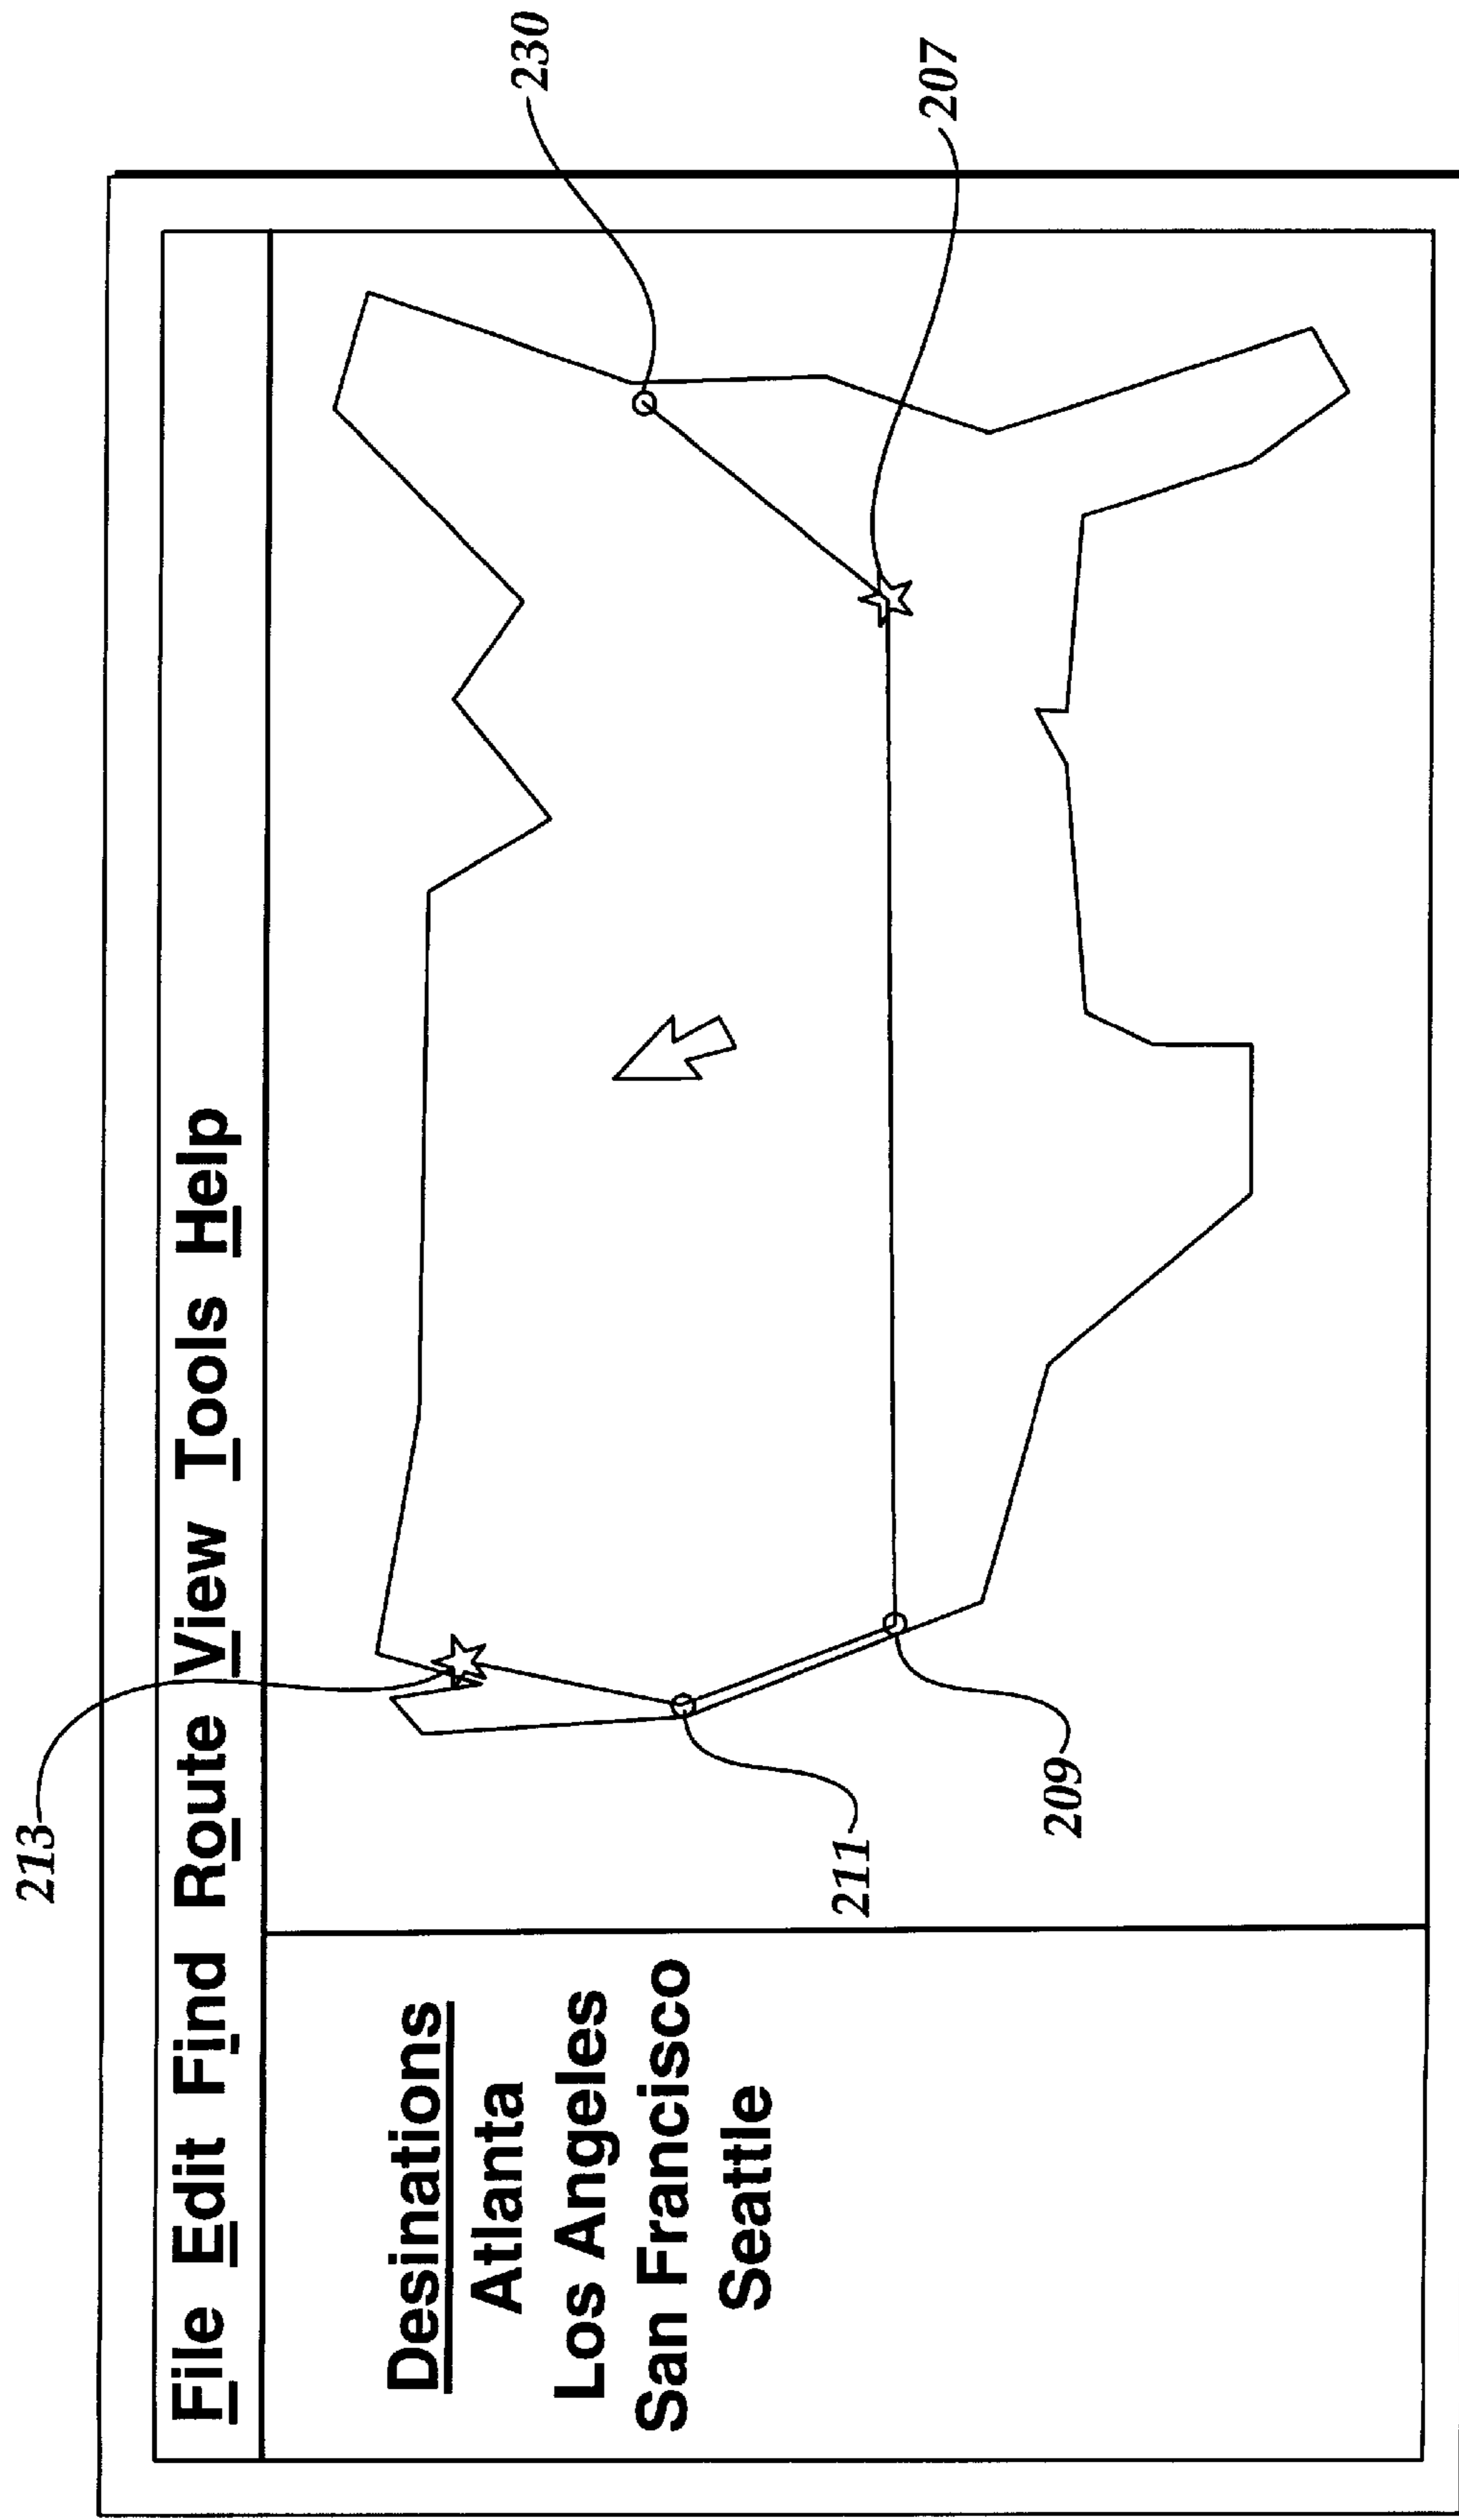 File Edit Find Route View Tools Help
Desinations
Atlanta
Los Angeles
San Francisco
Seattle
213
211
209
230
207